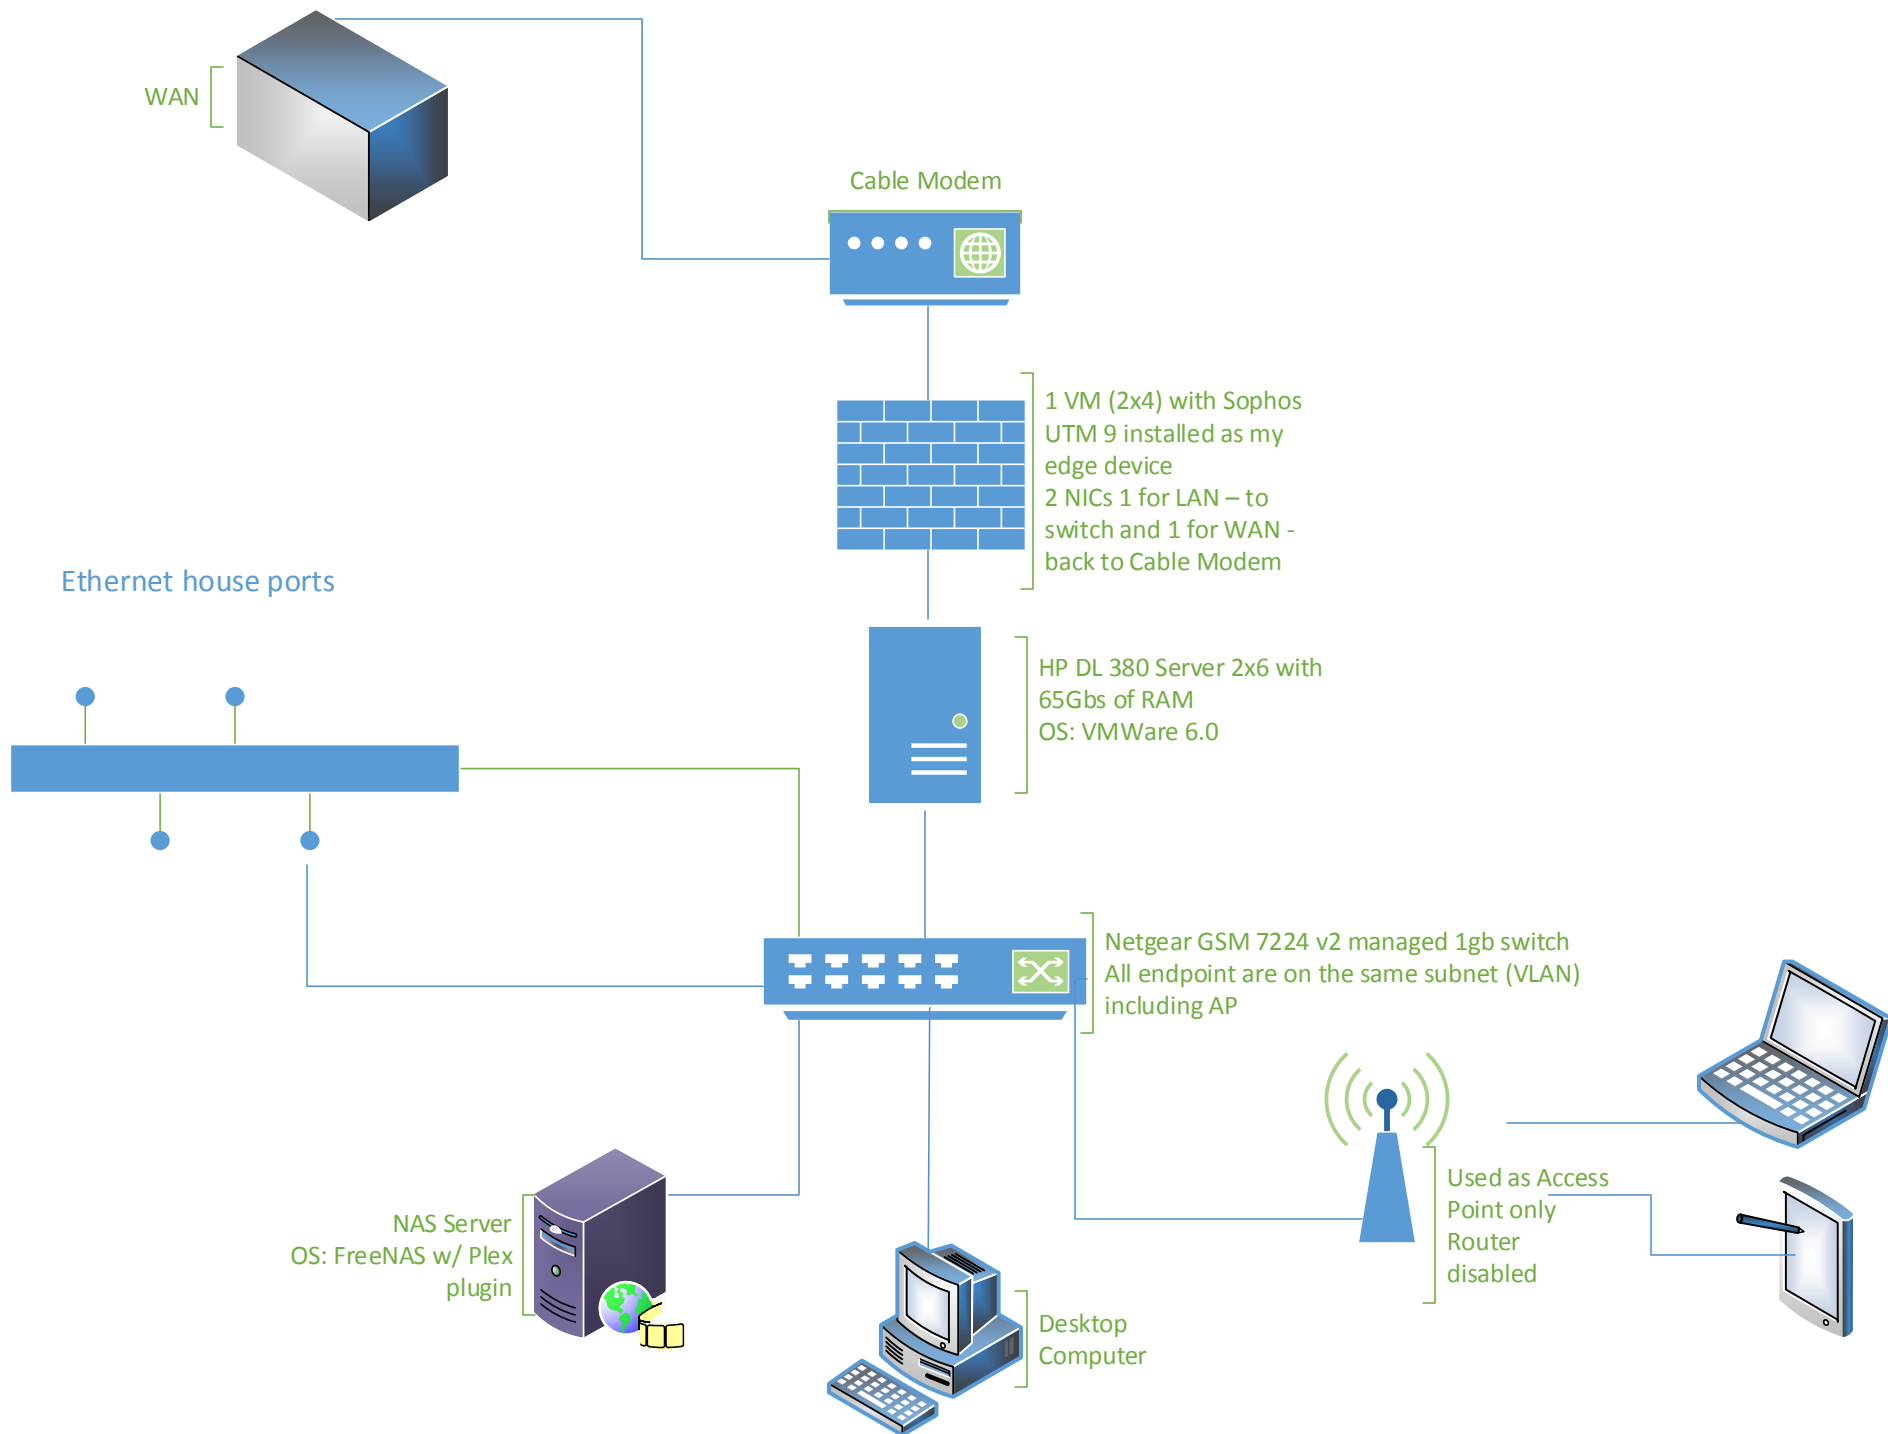 WAN
Cable Modem
1 VM (2x4) with Sophos
UTM 9 installed as my
edge device
2 NICs 1 for LAN – to
switch and 1 for WAN -
back to Cable Modem
Ethernet house ports
HP DL 380 Server 2x6 with
65Gbs of RAM
OS: VMWare 6.0
Netgear GSM 7224 v2 managed 1gb switch
All endpoint are on the same subnet (VLAN)
including AP
Used as Access
Point only
Router
disabled
NAS Server
OS: FreeNAS w/ Plex
plugin
Desktop
Computer